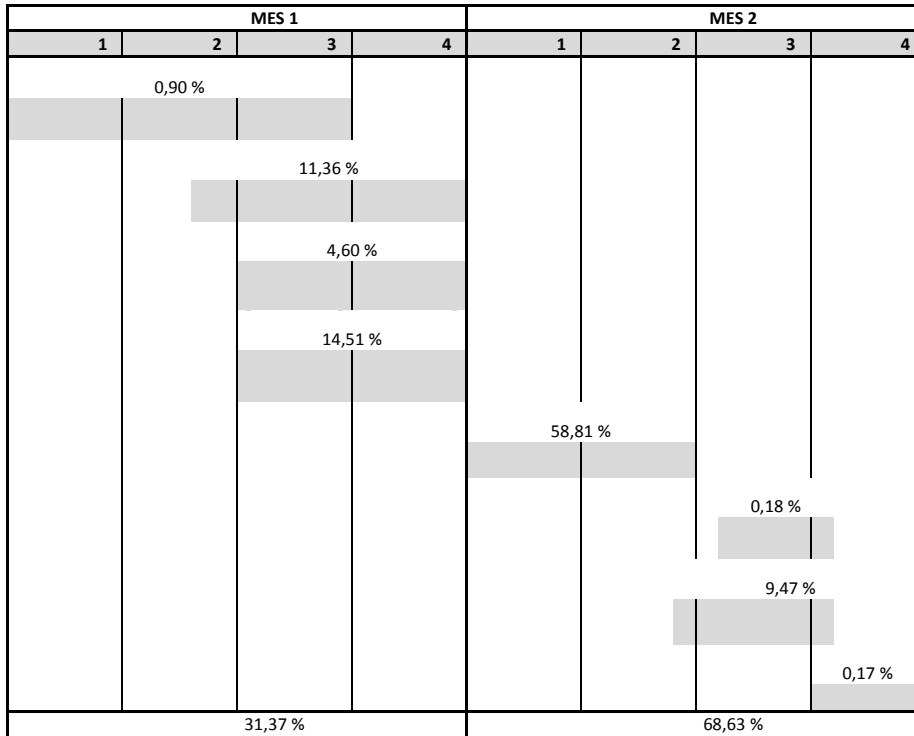 MES 1 MES 2
1 2 3 4 1 2 3 4
0,90 %
11,36 %
4,60 %
14,51 %
58,81 %
0,18 %
9,47 %
0,17 %
31,37 % 68,63 %